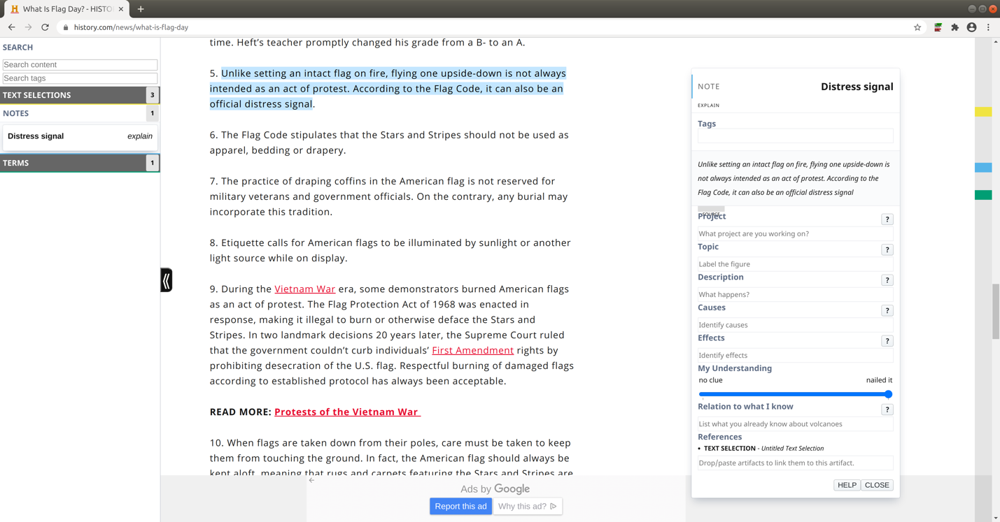 What Is Flag Day? - HISTO
history.com/news/what-is-flag-day
SEARCH
Search content
Search tags
TEXT SELECTIONS 3
NOTES 1
Distress signal explain
TERMS 1
time. Heft's teacher promptly changed his grade from a B- to an A.
5. Unlike setting an intact flag on fire, flying one upside-down is not always
intended as an act of protest. According to the Flag Code, it can also be an
official distress signal.
6. The Flag Code stipulates that the Stars and Stripes should not be used as
apparel, bedding or drapery.
7. The practice of draping coffins in the American flag is not reserved for
military veterans and government officials. On the contrary, any burial may
incorporate this tradition.
8. Etiquette calls for American flags to be illuminated by sunlight or another
light source while on display.
9. During the Vietnam War era, some demonstrators burned American flags
as an act of protest. The Flag Protection Act of 1968 was enacted in
response, making it illegal to burn or otherwise deface the Stars and
Stripes. In two landmark decisions 20 years later, the Supreme Court ruled
that the government couldn't curb individuals' First Amendment rights by
prohibiting desecration of the U.S. flag. Respectful burning of damaged flags
according to established protocol has always been acceptable.
READ MORE: Protests of the Vietnam War
10. When flags are taken down from their poles, care must be taken to keep
them from touching the ground. In fact, the American flag should always be
kept aloft, meaning that rugs and carpets featuring the Stars and Stripes are
Ads by Google
Report this ad Why this ad?
NOTE Distress signal
EXPLAIN
Tags
Unlike setting an intact flag on fire, flying one upside-down is
not always intended as an act of protest. According to the
Flag Code, it can also be an official distress signal
SOURCE
Project ?
What project are you working on?
Topic ?
Label the figure
Description ?
What happens?
Causes ?
Identify causes
Effects ?
Identify effects
My Understanding
no clue nailed it
Relation to what I know ?
List what you already know about volcanoes
References
• TEXT SELECTION - Untitled Text Selection
Drop/paste artifacts to link them to this artifact.
HELP CLOSE